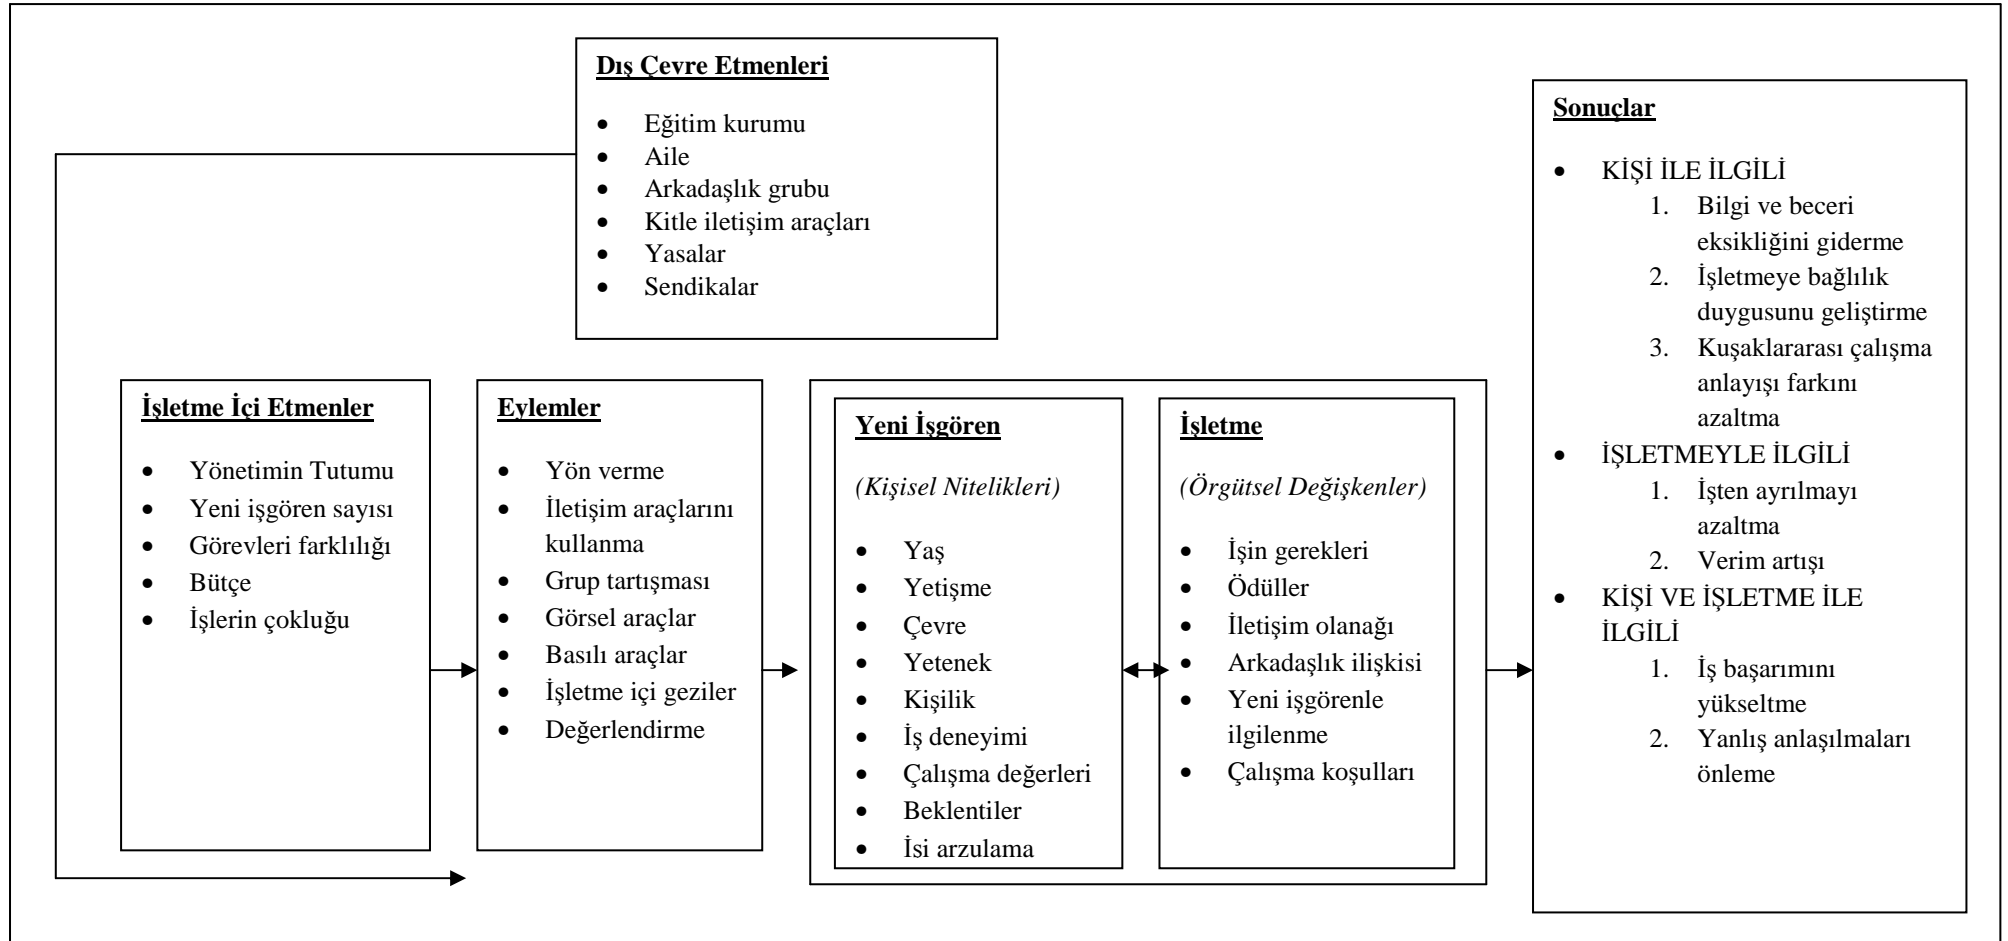 Dış Çevre Etmenleri
• Eğitim kurumu
• Aile
• Arkadaşlık grubu
• Kitle iletişim araçları
• Yasalar
• Sendikalar
İşletme İçi Etmenler
• Yönetimin Tutumu
• Yeni işgören sayısı
• Görevleri farklılığı
• Bütçe
• İşlerin çokluğu
Eylemler
• Yön verme
• İletişim araçlarını
kullanma
• Grup tartışması
• Görsel araçlar
• Basılı araçlar
• İşletme içi geziler
• Değerlendirme
Yeni İşgören
(Kişisel Nitelikleri)
• Yaş
• Yetişme
• Çevre
• Yetenek
• Kişilik
• İş deneyimi
• Çalışma değerleri
• Beklentiler
• İsi arzulama
İşletme
(Örgütsel Değişkenler)
• İşin gerekleri
• Ödüller
• İletişim olanağı
• Arkadaşlık ilişkisi
• Yeni işgörenle
ilgilenme
• Çalışma koşulları
Sonuçlar
• KİŞİ İLE İLGİLİ
1. Bilgi ve beceri
eksikliğini giderme
2. İşletmeye bağlılık
duygusunu geliştirme
3. Kuşaklararası çalışma
anlayışı farkını
azaltma
• İŞLETMEYLE İLGİLİ
1. İşten ayrılmayı
azaltma
2. Verim artışı
• KİŞİ VE İŞLETME İLE
İLGİLİ
1. İş başarımını
yükseltme
2. Yanlış anlaşılmaları
önleme